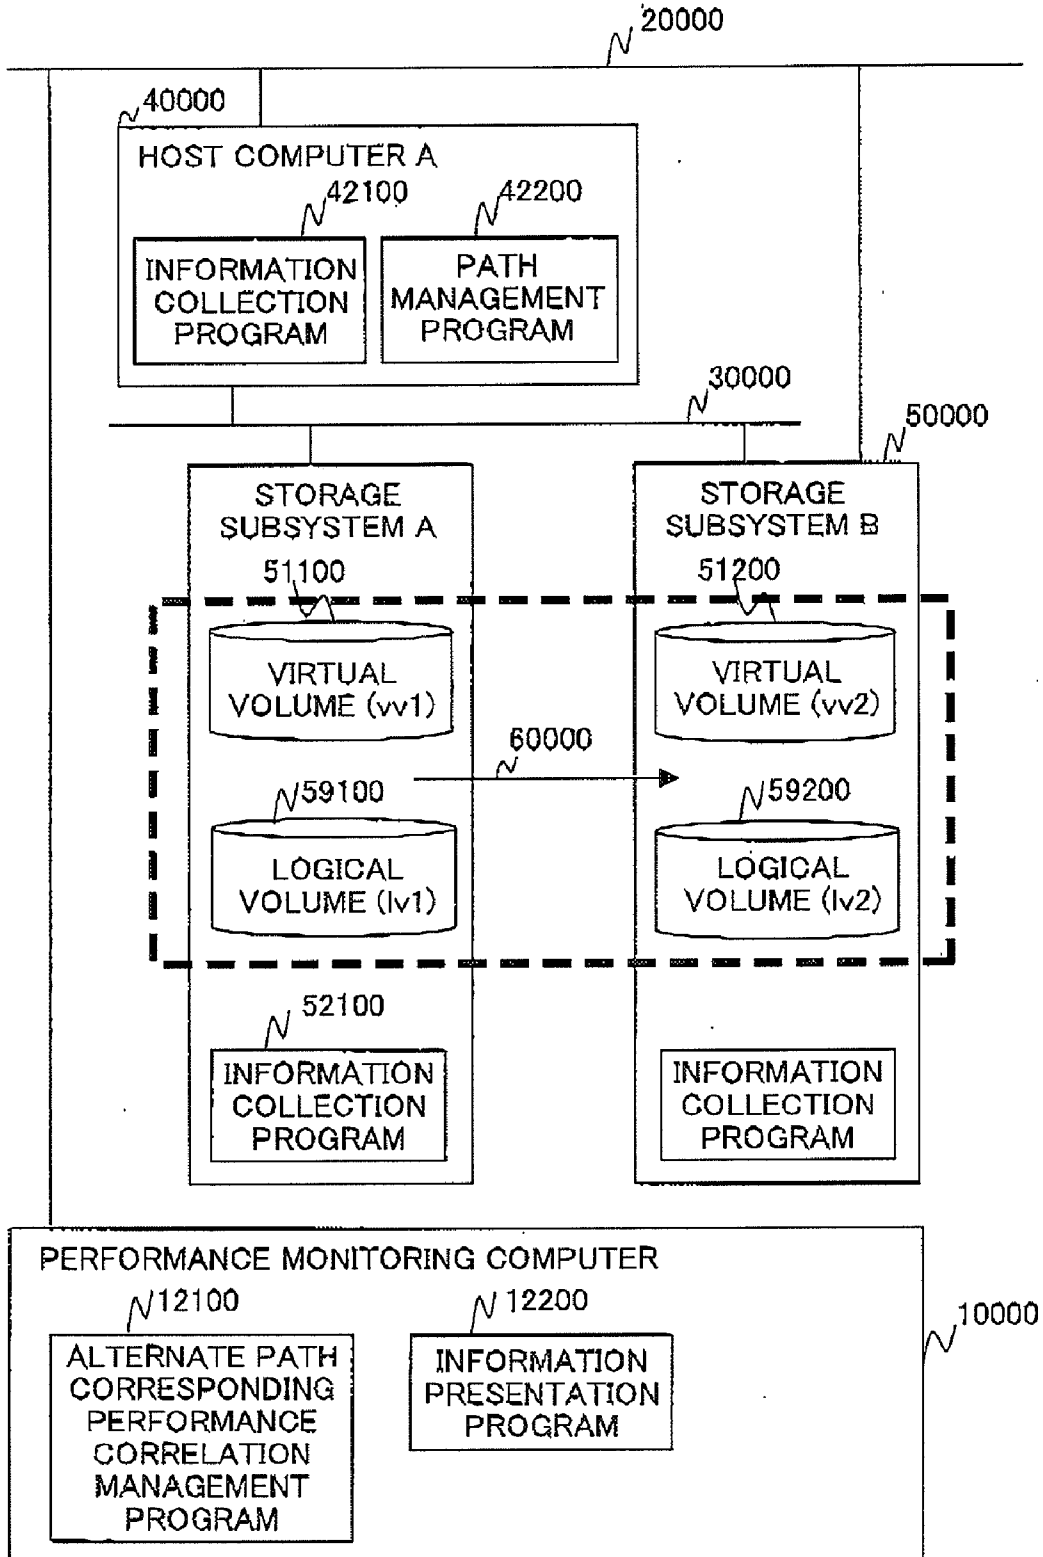 20000
40000
HOST COMPUTER A
42100
42200
INFORMATION
COLLECTION
PROGRAM
PATH
MANAGEMENT
PROGRAM
30000
50000
STORAGE
SUBSYSTEM A
STORAGE
SUBSYSTEM B
51100
51200
VIRTUAL
VOLUME (vv1)
VIRTUAL
VOLUME (vv2)
60000
59100
59200
LOGICAL
VOLUME (lv1)
LOGICAL
VOLUME (lv2)
52100
INFORMATION
COLLECTION
PROGRAM
INFORMATION
COLLECTION
PROGRAM
PERFORMANCE MONITORING COMPUTER
12100
12200
10000
ALTERNATE PATH
CORRESPONDING
PERFORMANCE
CORRELATION
MANAGEMENT
PROGRAM
INFORMATION
PRESENTATION
PROGRAM